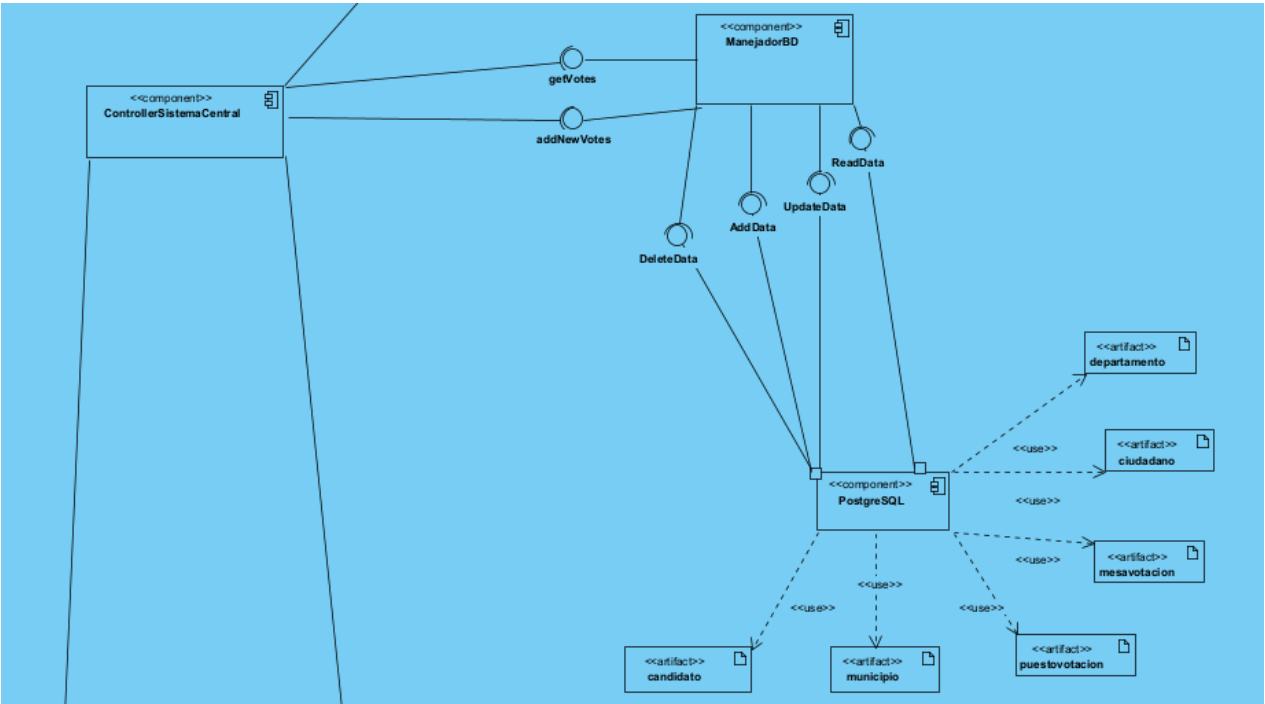 <<component>>
ManejadorBD
<<component>>
ControllerSistemaCentral
getVotes
addNewVotes
ReadData
UpdateData
AddData
DeleteData
<<artifact>>
departamento
<<use>>
<<artifact>>
ciudadano
<<component>>
PostgreSQL
<<use>>
<<use>>
<<artifact>>
mesavotacion
<<use>>
<<use>>
<<use>>
<<artifact>>
candidato
<<artifact>>
municipio
<<artifact>>
puestovotacion